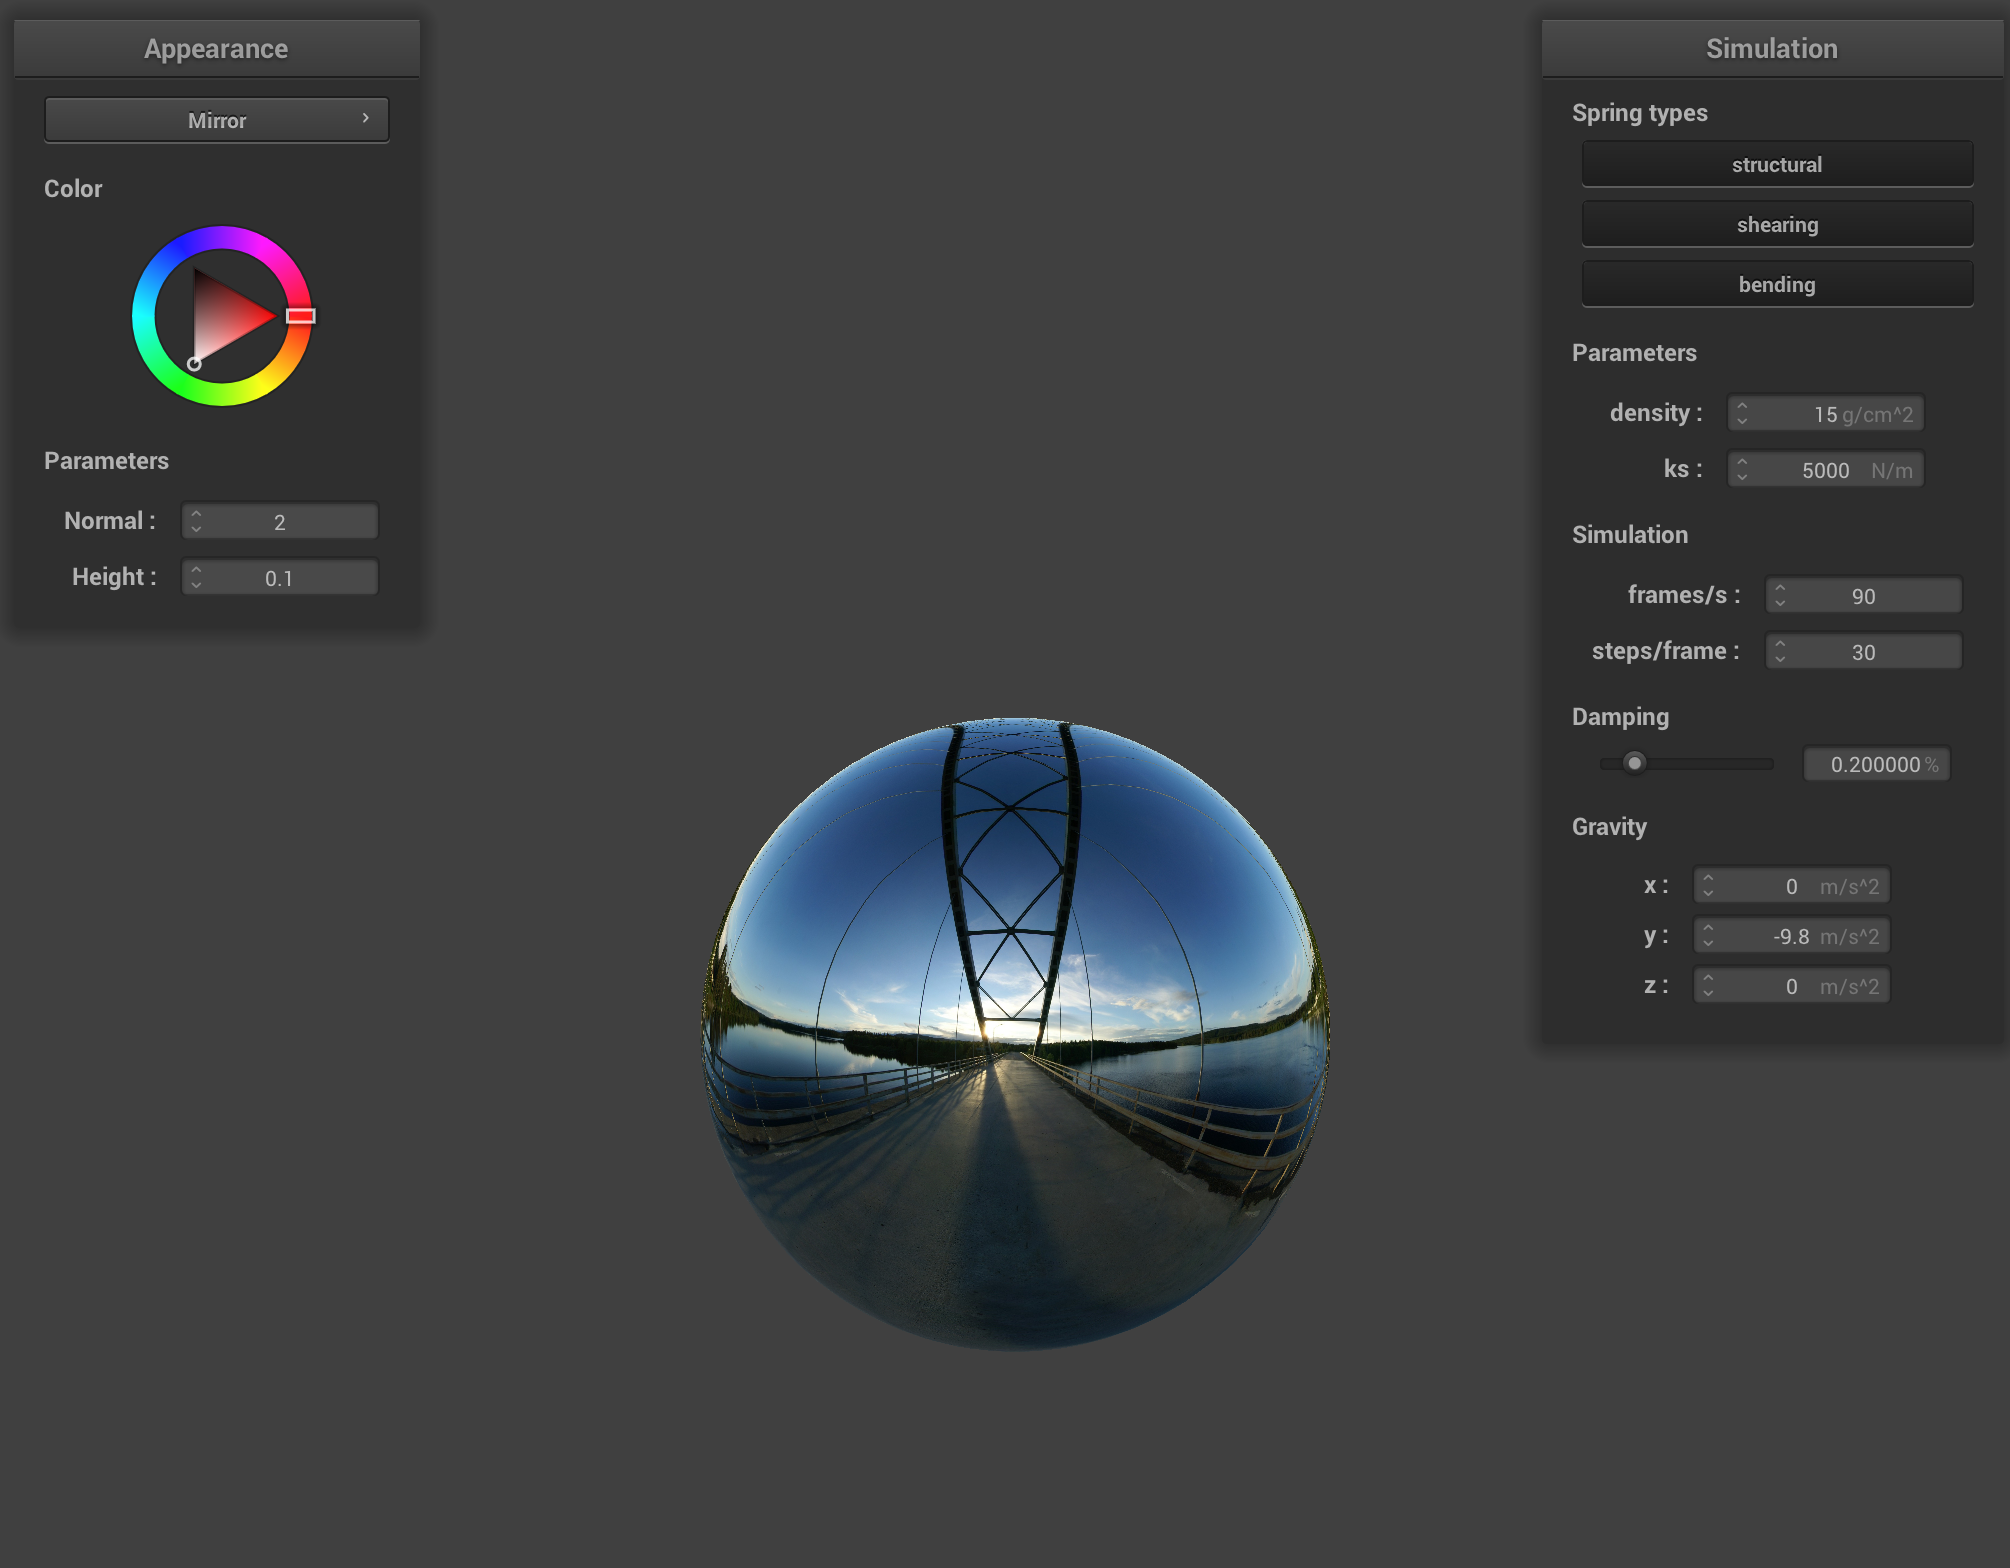 Appearance
Mirror
Color
Parameters
Normal : 2
Height : 0.1
Simulation
Spring types
structural
shearing
bending
Parameters
density : 15 g/cm^2
ks : 5000 N/m
Simulation
frames/s : 90
steps/frame : 30
Damping
0.200000 %
Gravity
x : 0 m/s^2
y : -9.8 m/s^2
z : 0 m/s^2